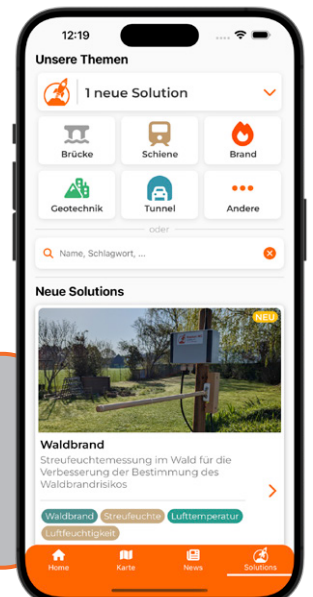 12:19
Unsere Themen
1 neue Solution
Brücke Schiene Brand
Geotechnik Tunnel Andere
oder
Name, Schlagwort, ...
Neue Solutions
NEU
Waldbrand
Streufeuchtemessung im Wald für die
Verbesserung der Bestimmung des
Waldbrandrisikos
Waldbrand Streufeuchte Lufttemperatur
Luftfeuchtigkeit
Home Karte News Solutions